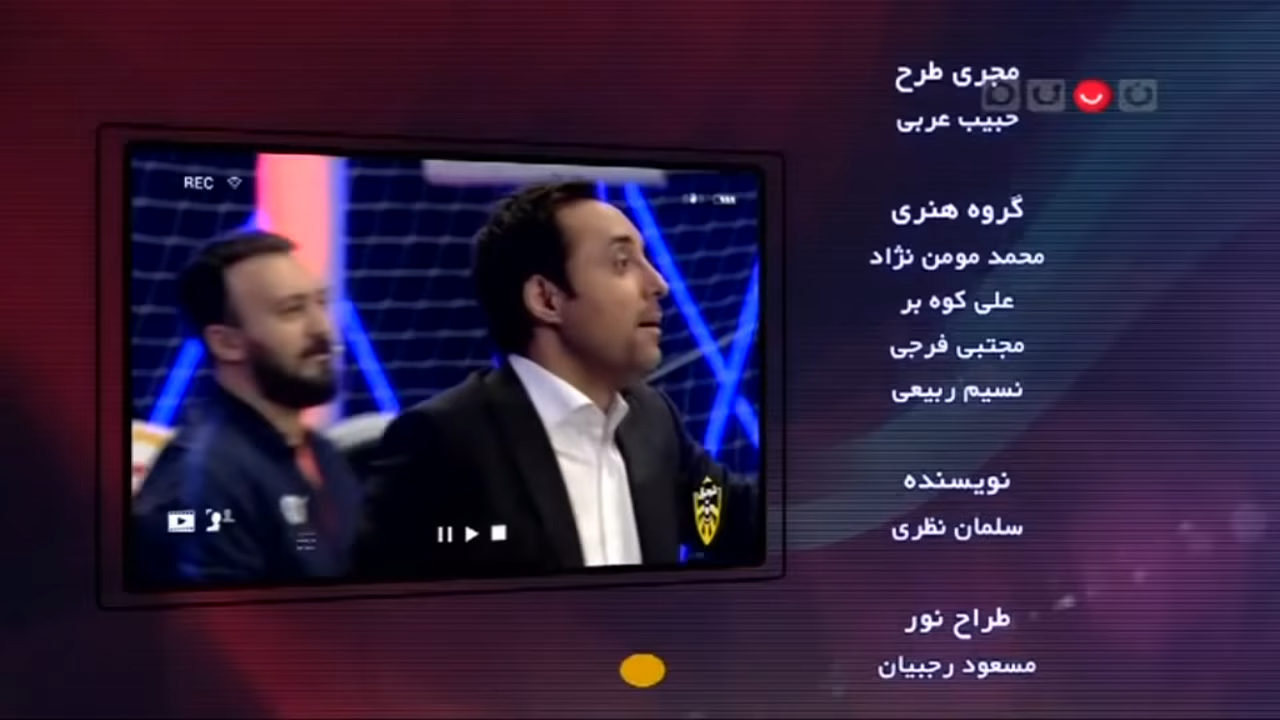 مجری طرح
حبیب عربی
گروه هنری
محمد مومن نژاد
علی کوه بر
مجتبی فرجی
نسیم ربیعی
نویسنده
سلمان نظری
طراح نور
مسعود رجبیان
REC